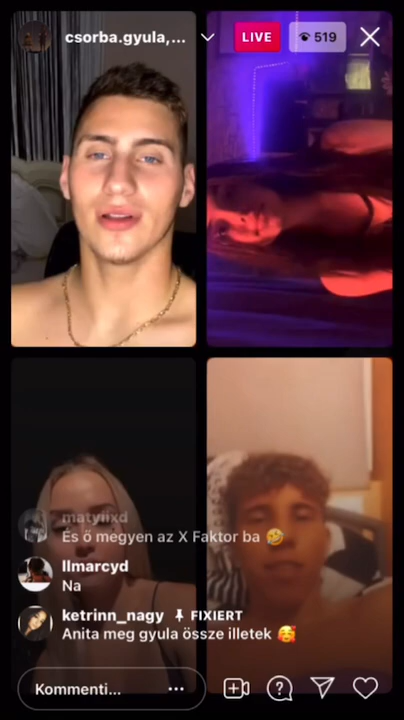 csorba.gyula,...
LIVE
519
matyiixd
És ő megyen az X Faktor ba 🤣
llmarcyd
Na
ketrinn_nagy FIXIERT
Anita meg gyula össze illetek 🥰
Kommenti... ...